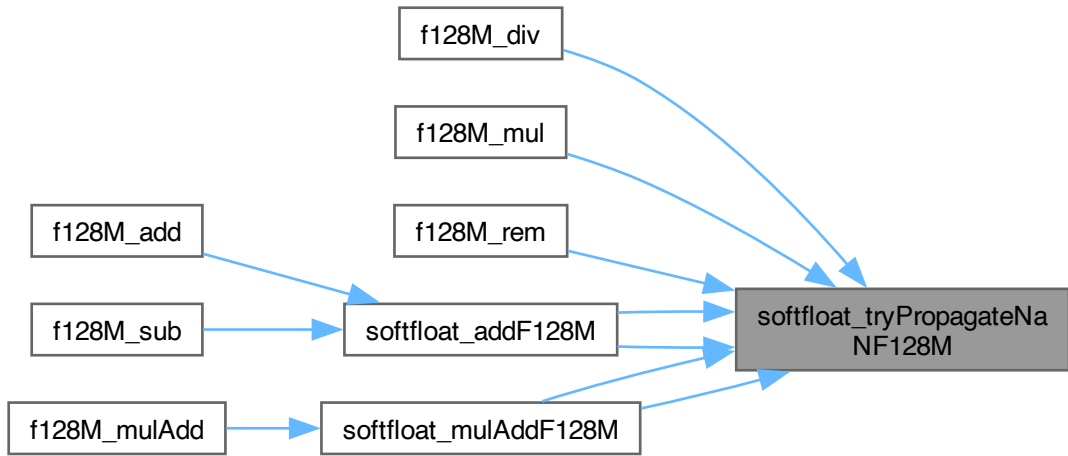 f128M_div
f128M_mul
f128M_add
f128M_rem
f128M_sub
softfloat_addF128M
softfloat_tryPropagateNa
NF128M
f128M_mulAdd
softfloat_mulAddF128M